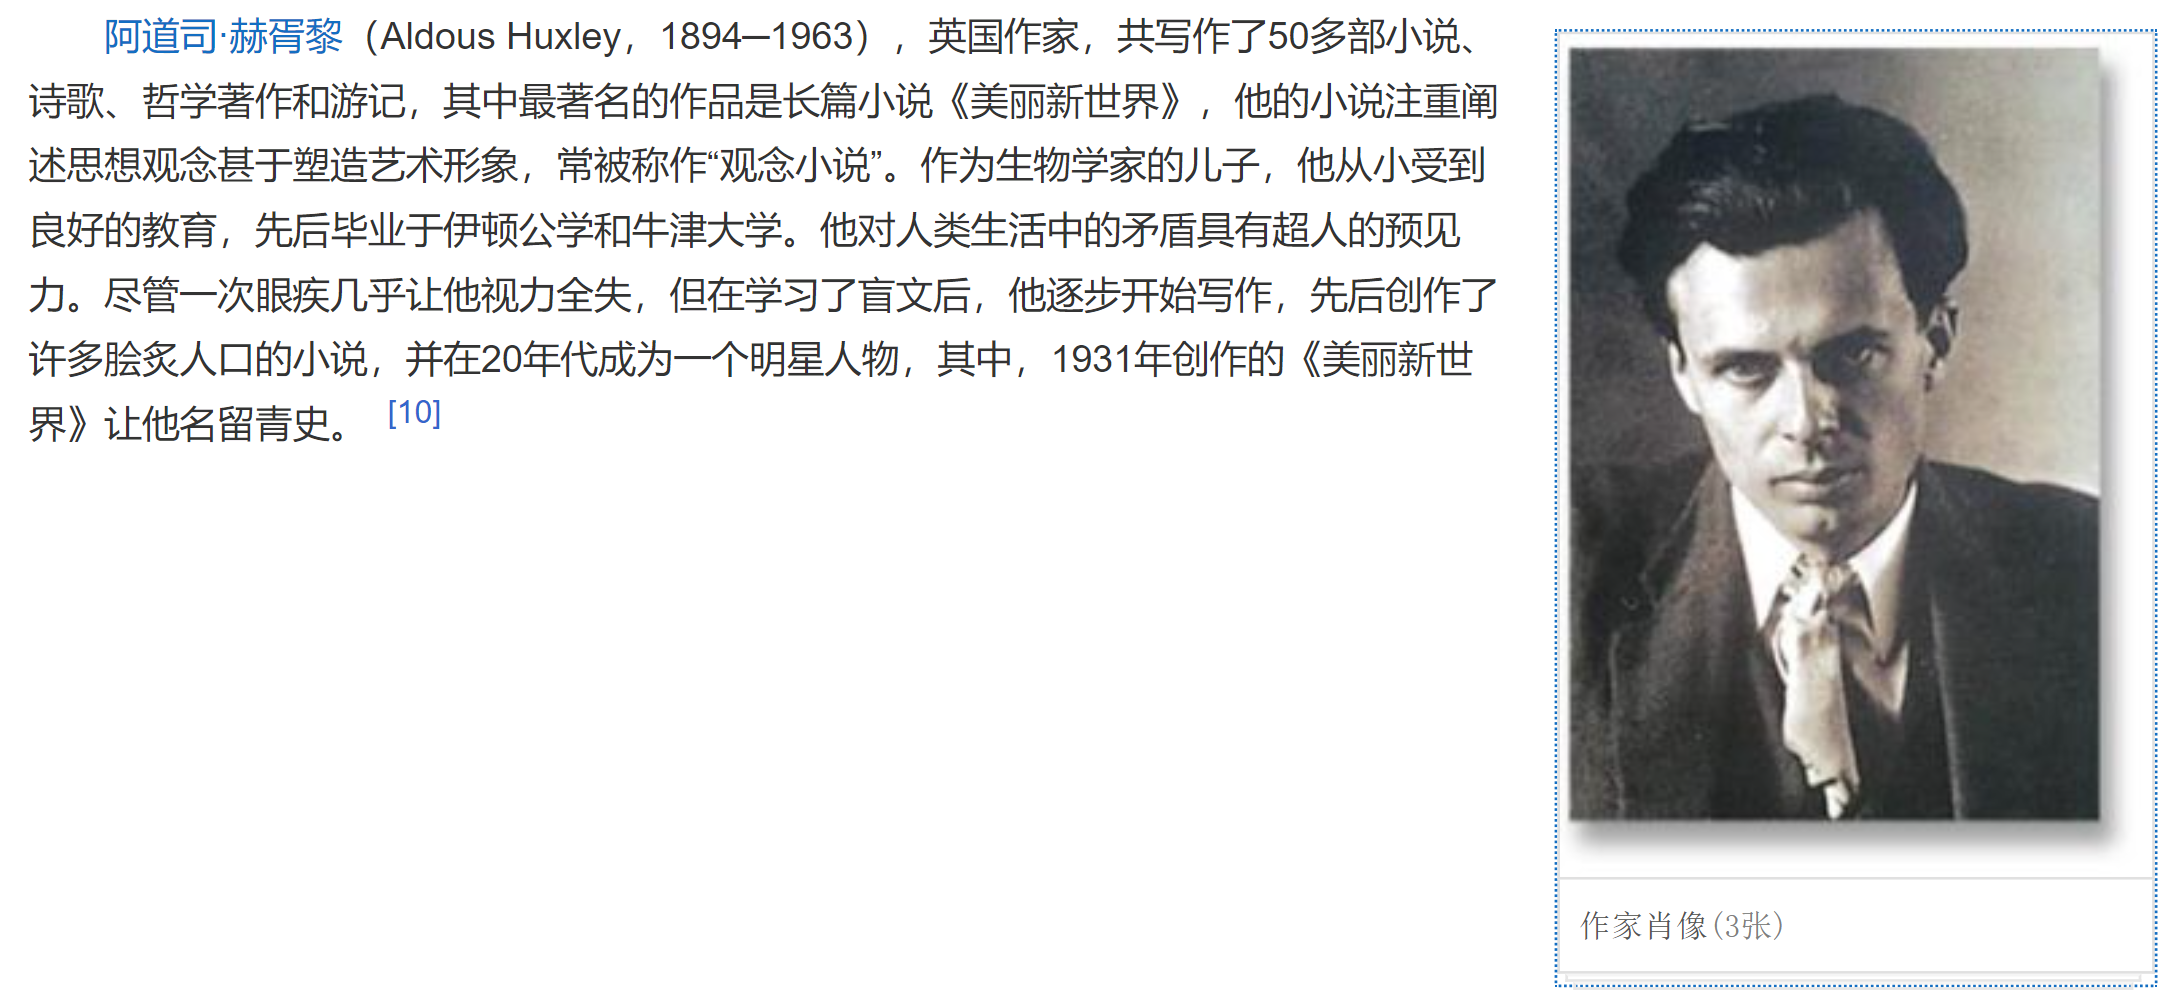 阿道司·赫胥黎（Aldous Huxley，1894—1963），英国作家，共写作了50多部小说、
诗歌、哲学著作和游记，其中最著名的作品是长篇小说《美丽新世界》，他的小说注重阐
述思想观念甚于塑造艺术形象，常被称作“观念小说”。作为生物学家的儿子，他从小受到
良好的教育，先后毕业于伊顿公学和牛津大学。他对人类生活中的矛盾具有超人的预见
力。尽管一次眼疾几乎让他视力全失，但在学习了盲文后，他逐步开始写作，先后创作了
许多脍炙人口的小说，并在20年代成为一个明星人物，其中，1931年创作的《美丽新世
界》让他名留青史。 [10]
作家肖像(3张)